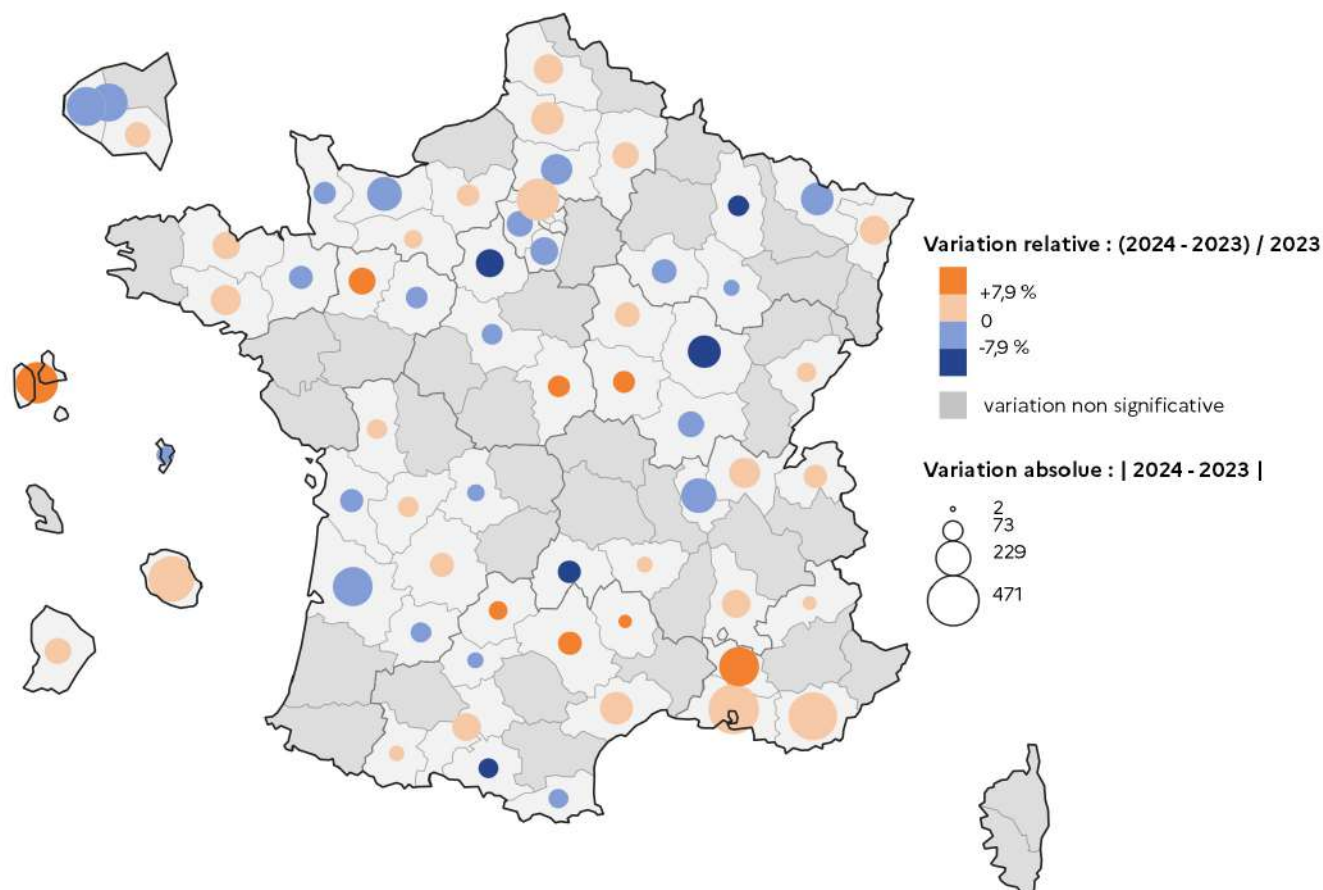 Variation relative : (2024 - 2023) / 2023
+7,9 %
0
-7,9 %
variation non significative
Variation absolue : | 2024 - 2023 |
2
73
229
471